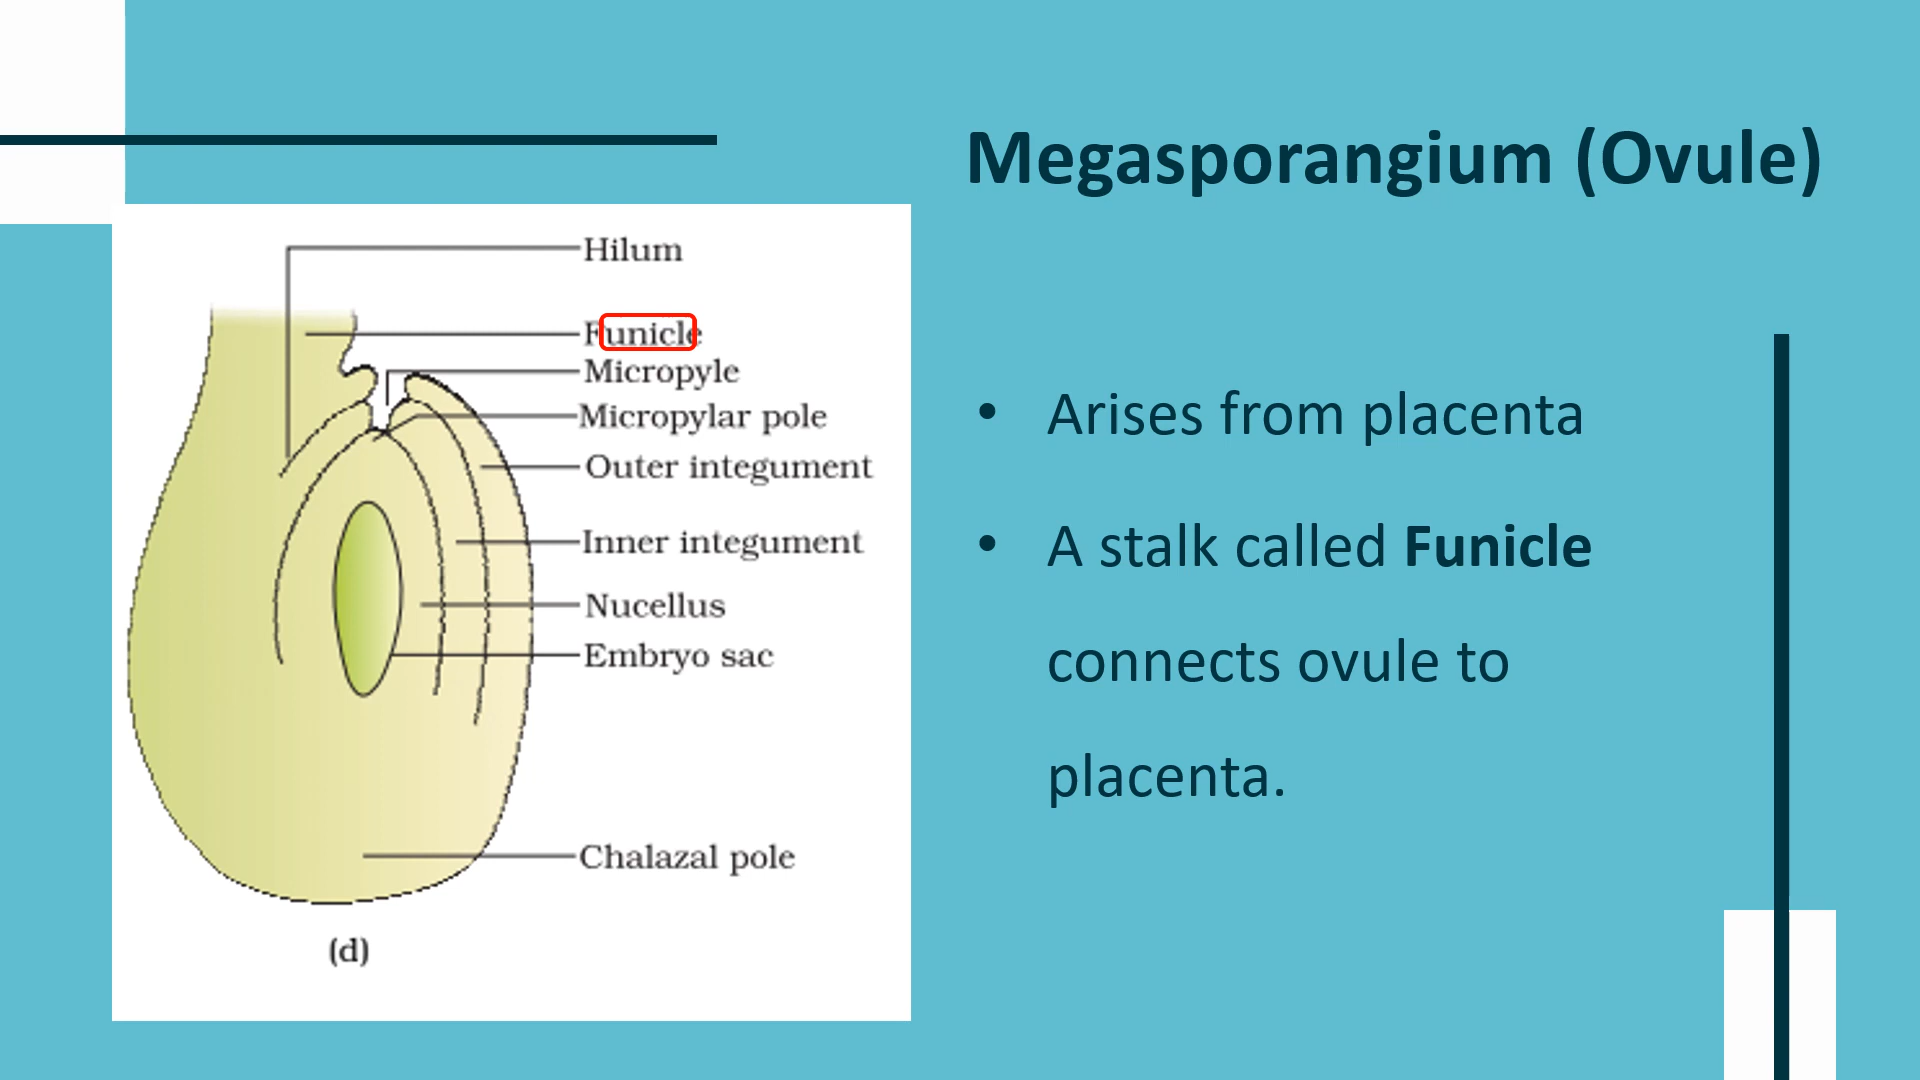 Megasporangium (Ovule)
Hilum
Funicle
Micropyle
Micropylar pole
Outer integument
Inner integument
Nucellus
Embryo sac
Chalazal pole
(d)
• Arises from placenta
• A stalk called Funicle
connects ovule to
placenta.